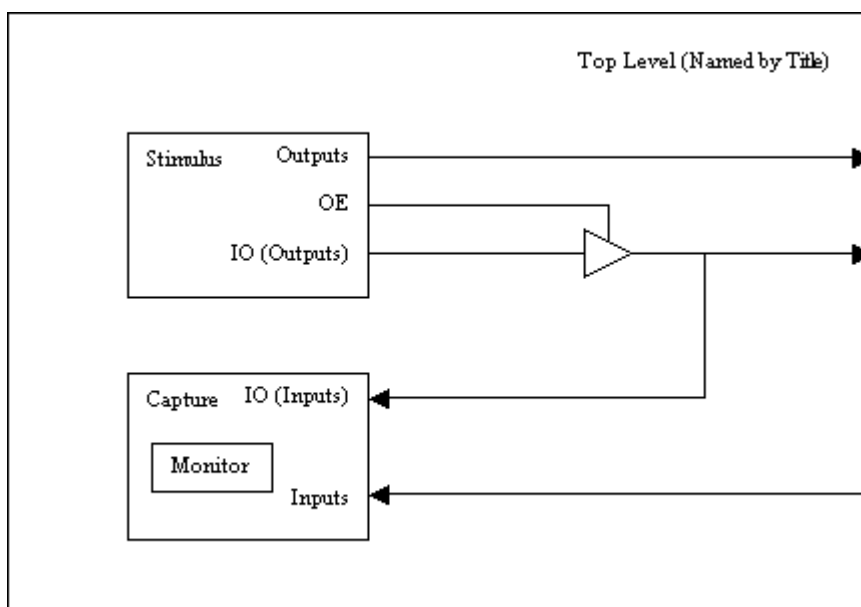 Top Level (Named by Title)
Stimulus
Outputs
OE
IO (Outputs)
Capture
IO (Inputs)
Monitor
Inputs